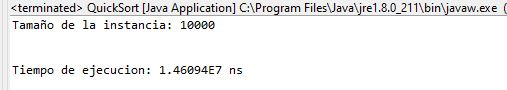 <terminated> QuickSort [Java Application] C:\Program Files\Java\jre1.8.0_211\bin\javaw.exe (
Tamaño de la instancia: 10000
Tiempo de ejecucion: 1.46094E7 ns